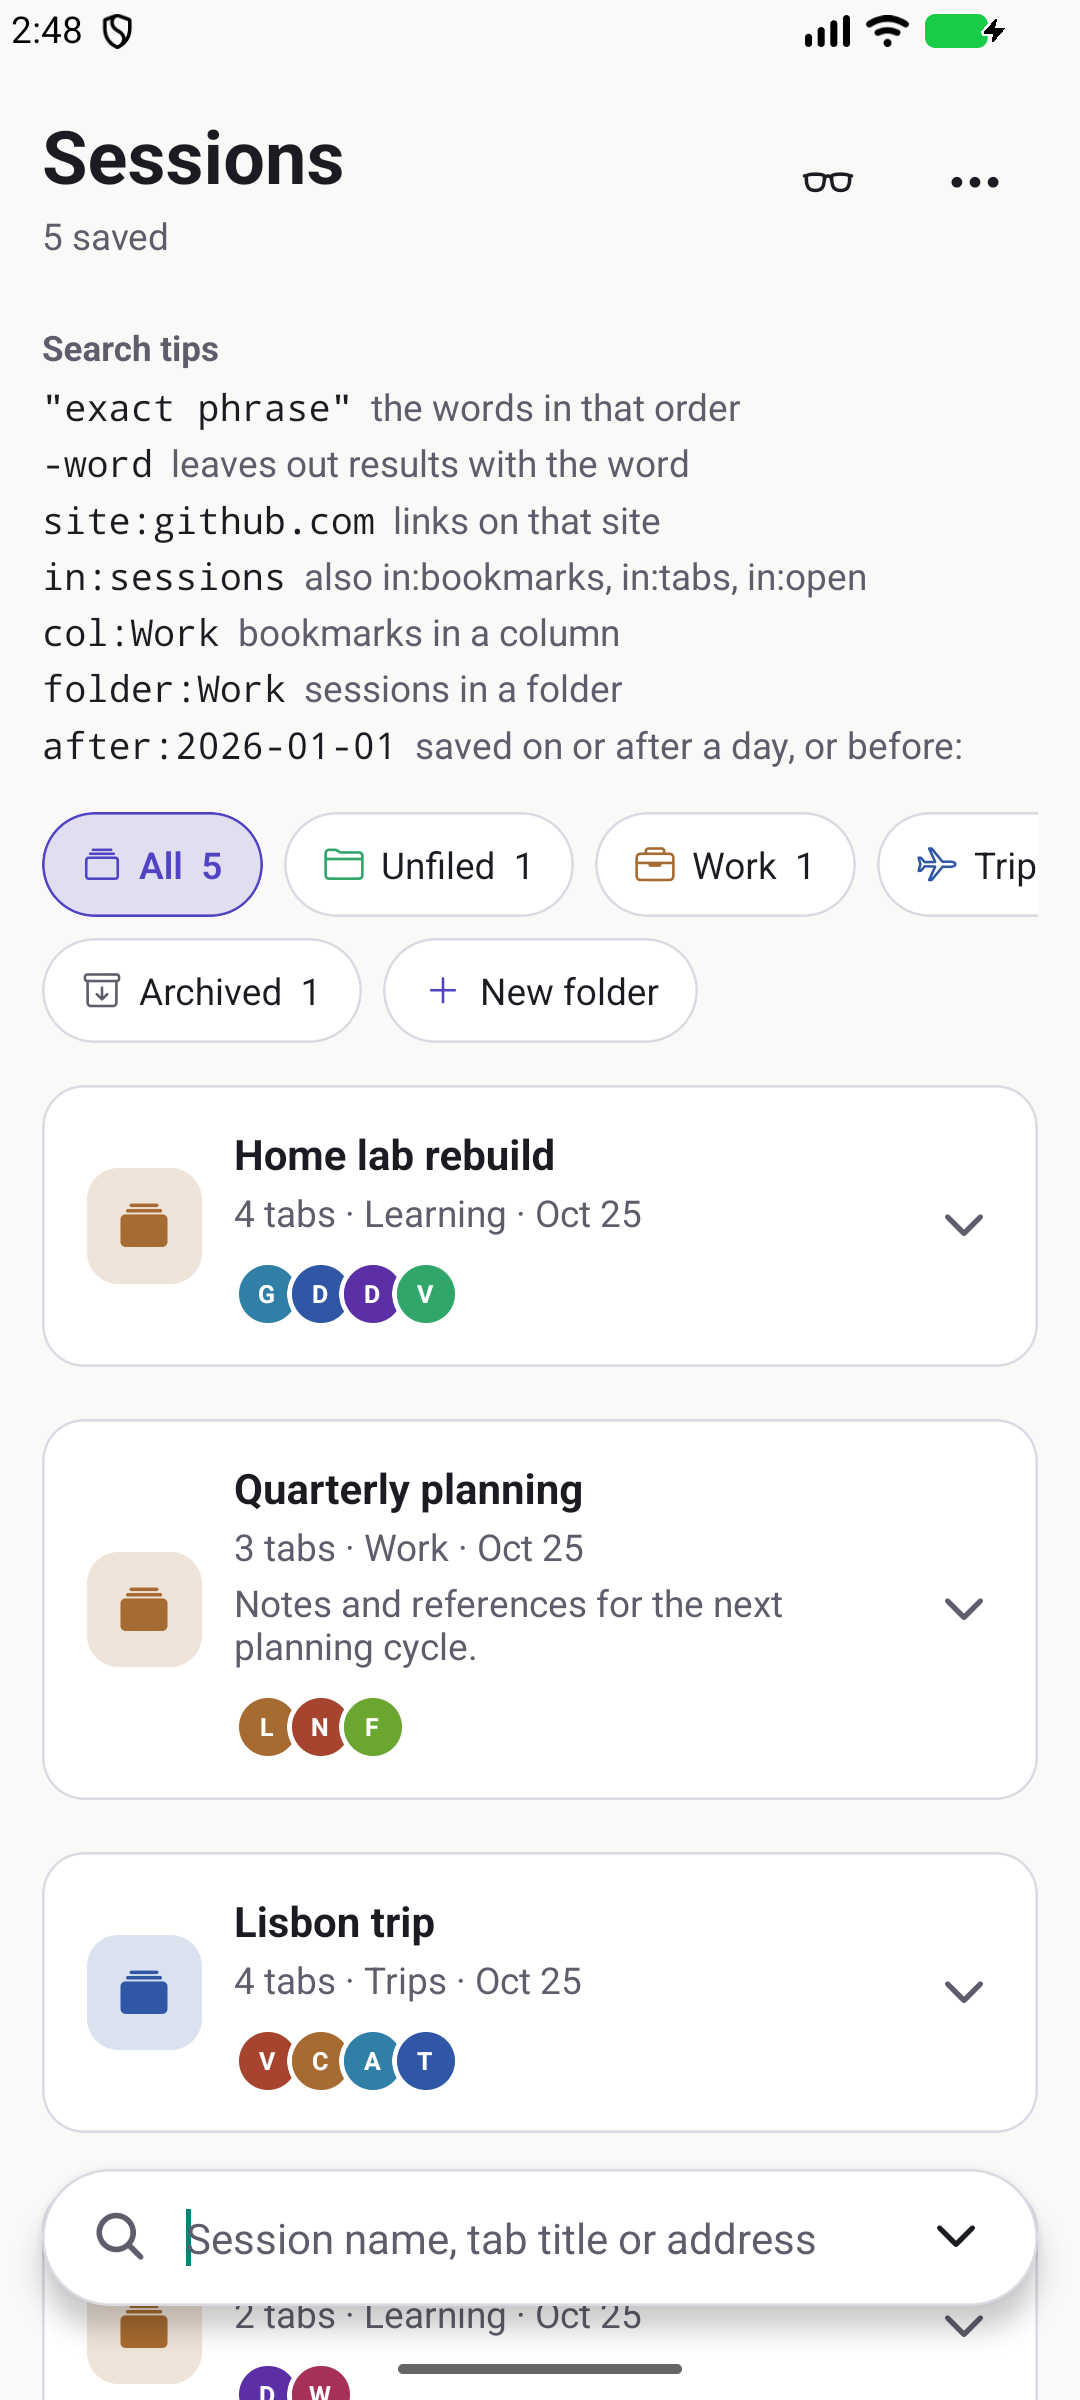 2:48
Sessions
5 saved
Search tips
"exact phrase" the words in that order
-word leaves out results with the word
site:github.com links on that site
in:sessions also in:bookmarks, in:tabs, in:open
col:Work bookmarks in a column
folder:Work sessions in a folder
after:2026-01-01 saved on or after a day, or before:
All 5 Unfiled 1 Work 1 Trip
Archived 1 New folder
Home lab rebuild
4 tabs · Learning · Oct 25
G D D V
Quarterly planning
3 tabs · Work · Oct 25
Notes and references for the next
planning cycle.
L N F
Lisbon trip
4 tabs · Trips · Oct 25
V C A T
Session name, tab title or address
2 tabs · Learning · Oct 25
D W